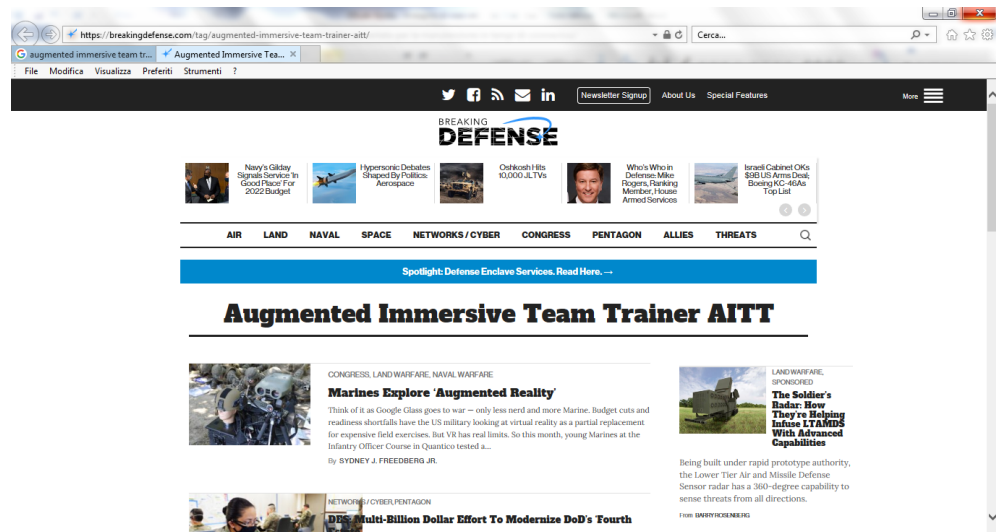 https://breakingdefense.com/tag/augmented-immersive-team-trainer-aitt/
Cerca...
augmented immersive team tr...
Augmented Immersive Tea...
File Modifica Visualizza Preferiti Strumenti ?
Newsletter Signup About Us Special Features More
BREAKING
DEFENSE
Navy's Gilday
Signals Service 'In
Good Place' For
2022 Budget
Hypersonic Debates
Shaped By Politics:
Aerospace
Oshkosh Hits
10,000 JLTVs
Who's Who in
Defense: Mike
Rogers, Ranking
Member, House
Armed Services
Israeli Cabinet OKs
$9B US Arms Deal;
Boeing KC-46As
Top List
AIR LAND NAVAL SPACE NETWORKS / CYBER CONGRESS PENTAGON ALLIES THREATS
Spotlight: Defense Enclave Services. Read Here. →
Augmented Immersive Team Trainer AITT
CONGRESS, LAND WARFARE, NAVAL WARFARE
Marines Explore 'Augmented Reality'
Think of it as Google Glass goes to war — only less nerd and more Marine. Budget cuts and
readiness shortfalls have the US military looking at virtual reality as a partial replacement
for expensive field exercises. But VR has real limits. So this month, young Marines at the
Infantry Officer Course in Quantico tested a...
By SYDNEY J. FREEDBERG JR.
LAND WARFARE,
SPONSORED
The Soldier's
Radar: How
They're Helping
Infuse LTAMDS
With Advanced
Capabilities
Being built under rapid prototype authority,
the Lower Tier Air and Missile Defense
Sensor radar has a 360-degree capability to
sense threats from all directions.
From BARRY ROSENBERG
NETWORKS / CYBER, PENTAGON
DES: Multi-Billion Dollar Effort To Modernize DoD's 'Fourth